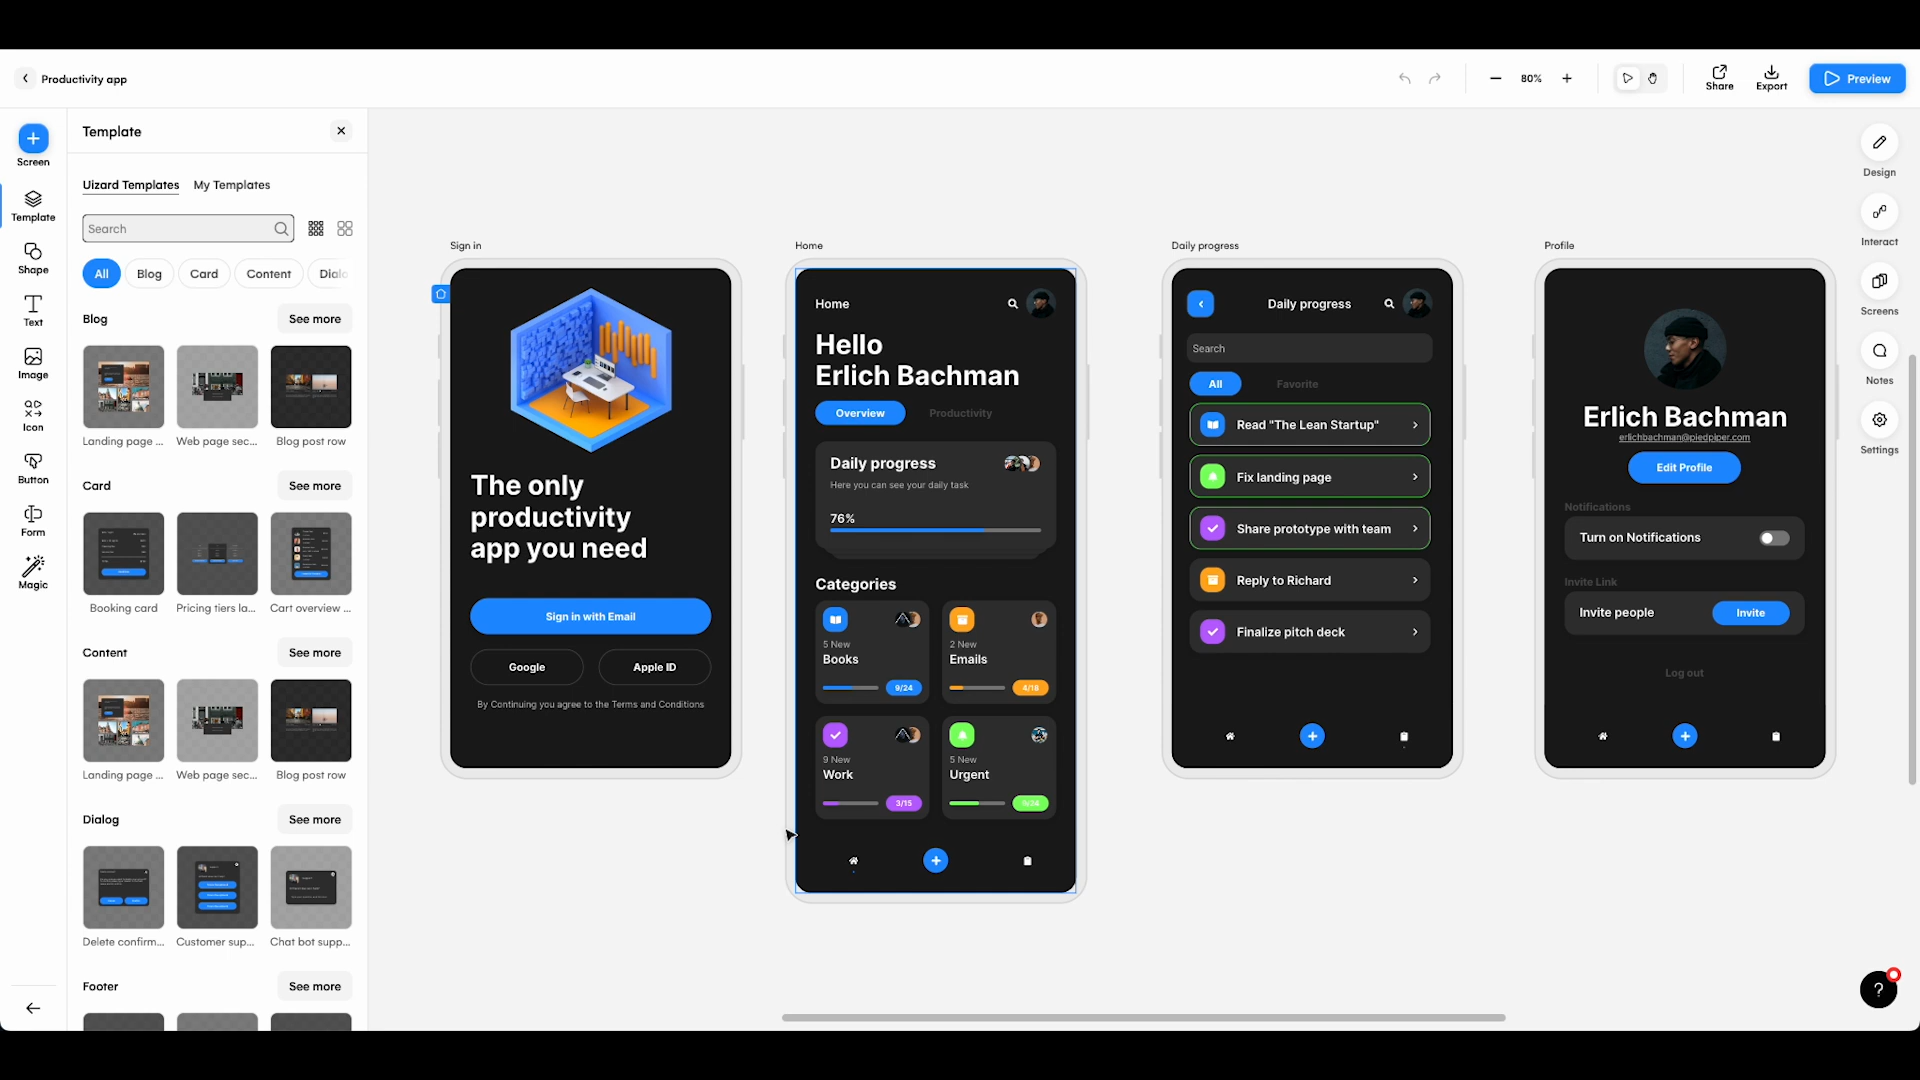 Productivity app
80%
Share
Export
Preview
Screen
Template
Shape
Text
Image
Icon
Button
Form
Magic
Template
Uizard Templates
My Templates
Search
All
Blog
Card
Content
Dialo
Blog
See more
Landing page ...
Web page sec...
Blog post row
Card
See more
Booking card
Pricing tiers la...
Cart overview ...
Content
See more
Landing page ...
Web page sec...
Blog post row
Dialog
See more
Delete confirm...
Customer sup...
Chat bot supp...
Footer
See more
Sign in
The only
productivity
app you need
Sign in with Email
Google
Apple ID
By Continuing you agree to the Terms and Conditions
Home
Home
Hello
Erlich Bachman
Overview
Productivity
Daily progress
Here you can see your daily task
76%
Categories
5 New
Books
9/24
2 New
Emails
4/18
9 New
Work
3/15
5 New
Urgent
Daily progress
Daily progress
Search
All
Favorite
Read "The Lean Startup"
Fix landing page
Share prototype with team
Reply to Richard
Finalize pitch deck
Profile
Erlich Bachman
erlichbachman@piedpiper.com
Edit Profile
Notifications
Turn on Notifications
Invite Link
Invite people
Invite
Log out
Design
Interact
Screens
Notes
Settings
?